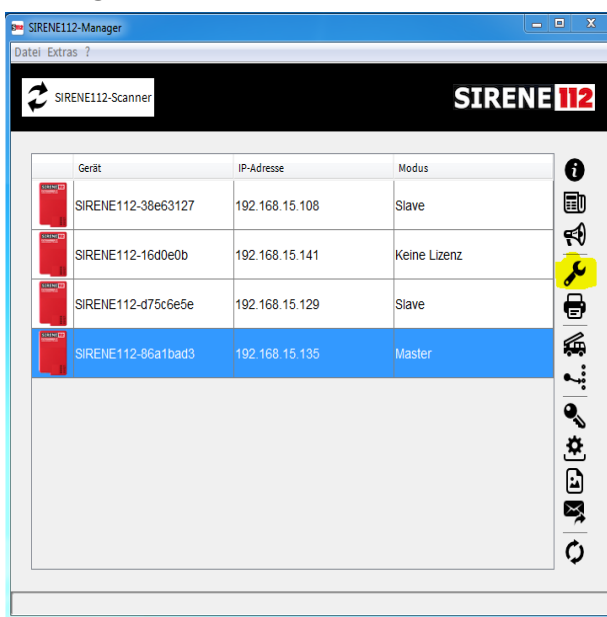 SIRENE112-Manager
Datei Extras ?
SIRENE112-Scanner
SIRENE112
Gerät IP-Adresse Modus
SIRENE112-38e63127 192.168.15.108 Slave
SIRENE112-16d0e0b 192.168.15.141 Keine Lizenz
SIRENE112-d75c6e5e 192.168.15.129 Slave
SIRENE112-86a1bad3 192.168.15.135 Master